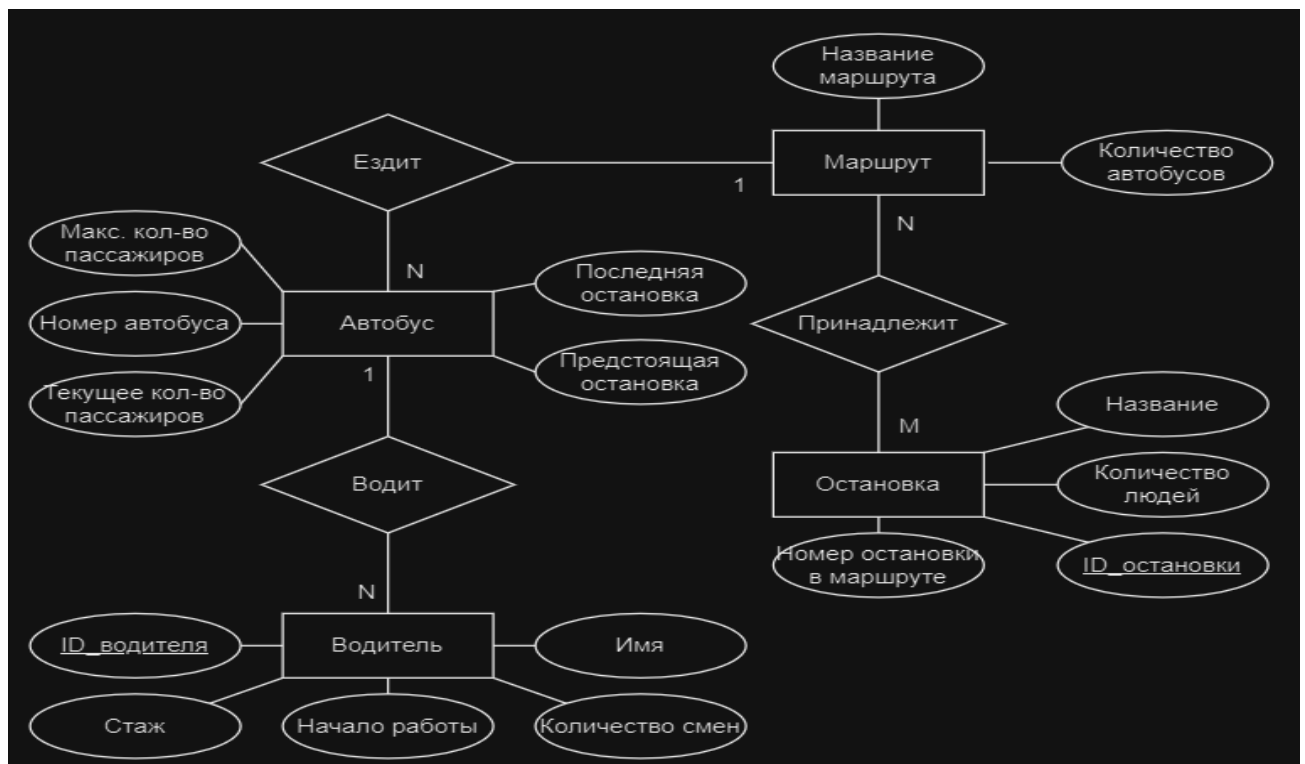 Название
маршрута
Ездит
Маршрут
Количество
автобусов
1
Макс. кол-во
пассажиров
N
N
Последняя
остановка
Номер автобуса
Автобус
Принадлежит
Предстоящая
остановка
1
Текущее кол-во
пассажиров
Название
M
Водит
Остановка
Количество
людей
Номер остановки
в маршруте
ID_остановки
N
ID_водителя
Водитель
Имя
Стаж
Начало работы
Количество смен